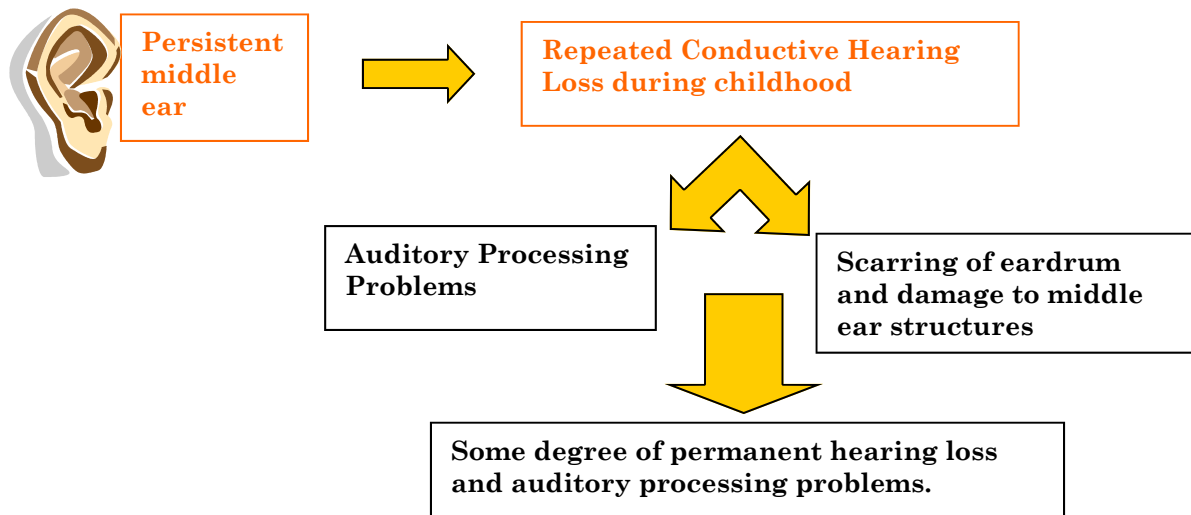 Persistent
middle
ear
Repeated Conductive Hearing
Loss during childhood
Auditory Processing
Problems
Scarring of eardrum
and damage to middle
ear structures
Some degree of permanent hearing loss
and auditory processing problems.